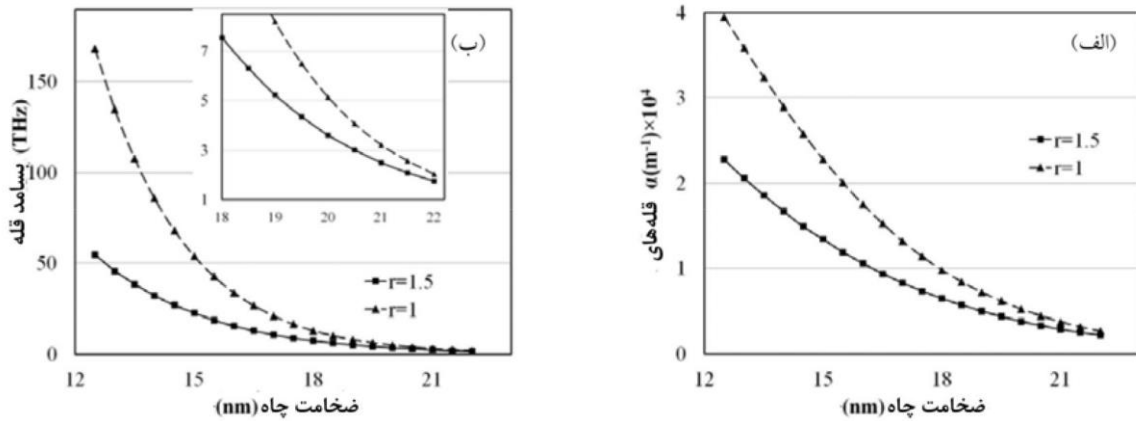 (الف)
4
3
2
1
0
قله‌های α(m⁻¹)×10⁴
r=1.5
r=1
12
15
18
21
ضخامت چاه (nm)
(ب)
150
100
50
0
بسامد قله (THz)
7
5
3
1
18
19
20
21
22
r=1.5
r=1
12
15
18
21
ضخامت چاه (nm)